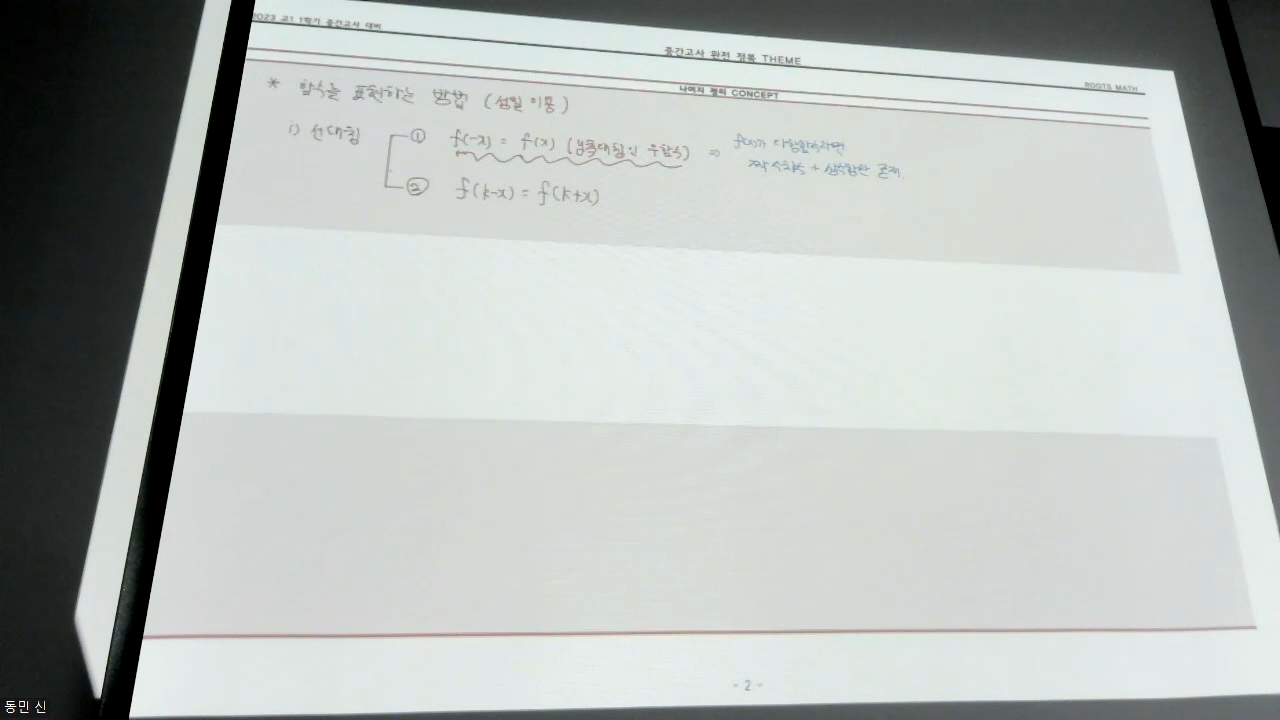 2023 고1 1학기 중간고사 대비
중간고사 완전 정복 THEME
ROOTS MATH
나머지 정리 CONCEPT
* 함수를 표현하는 방법 (성질 이용)
i) 선대칭
① f(-x) = f(x) (y축대칭인 우함수) ⇒ f(x)가 다항함수라면
짝수차수 + 상수항만 존재.
② f(k-x) = f(k+x)
- 2 -
동민 신